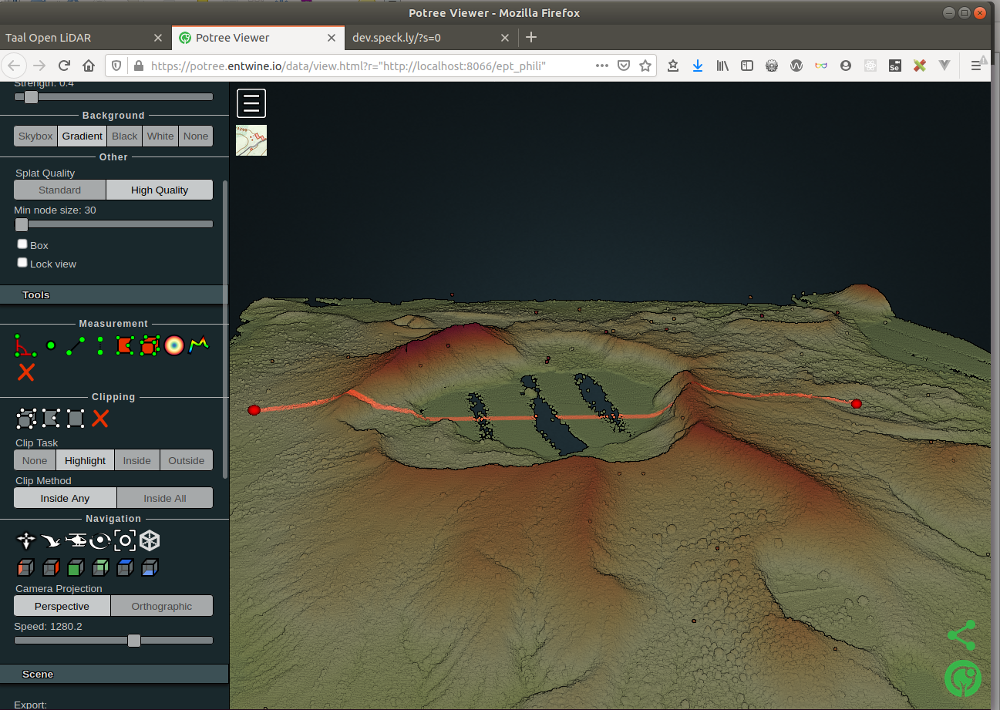 Potree Viewer - Mozilla Firefox
Taal Open LiDAR
Potree Viewer
dev.speck.ly/?s=0
https://potree.entwine.io/data/view.html?r="http://localhost:8066/ept_phili"
Strength: 0.4
Background
Skybox Gradient Black White None
Other
Splat Quality
Standard High Quality
Min node size: 30
Box
Lock view
Tools
Measurement
Clipping
Clip Task
None Highlight Inside Outside
Clip Method
Inside Any Inside All
Navigation
Camera Projection
Perspective Orthographic
Speed: 1280.2
Scene
Export: